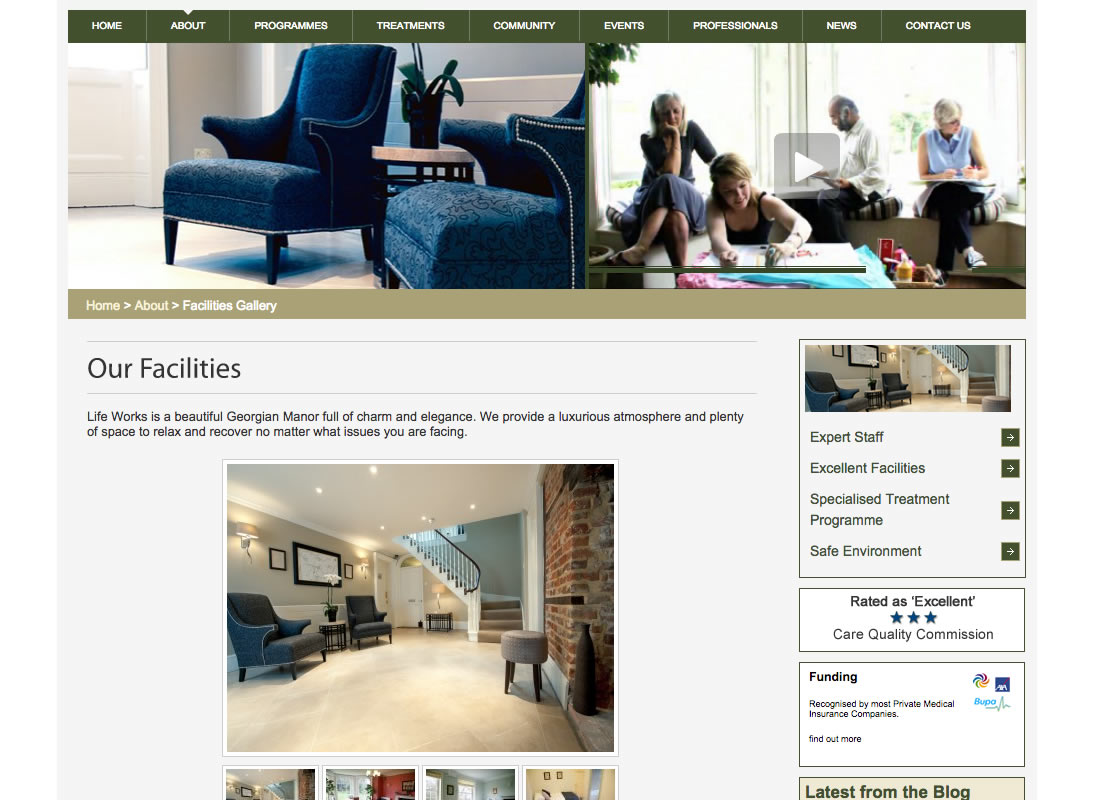 HOME ABOUT PROGRAMMES TREATMENTS COMMUNITY EVENTS PROFESSIONALS NEWS CONTACT US
Home > About > Facilities Gallery
Our Facilities
Life Works is a beautiful Georgian Manor full of charm and elegance. We provide a luxurious atmosphere and plenty
of space to relax and recover no matter what issues you are facing.
Expert Staff
Excellent Facilities
Specialised Treatment
Programme
Safe Environment
Rated as ‘Excellent’
Care Quality Commission
Funding
Recognised by most Private Medical
Insurance Companies.
find out more
AXA
Bupa
Latest from the Blog